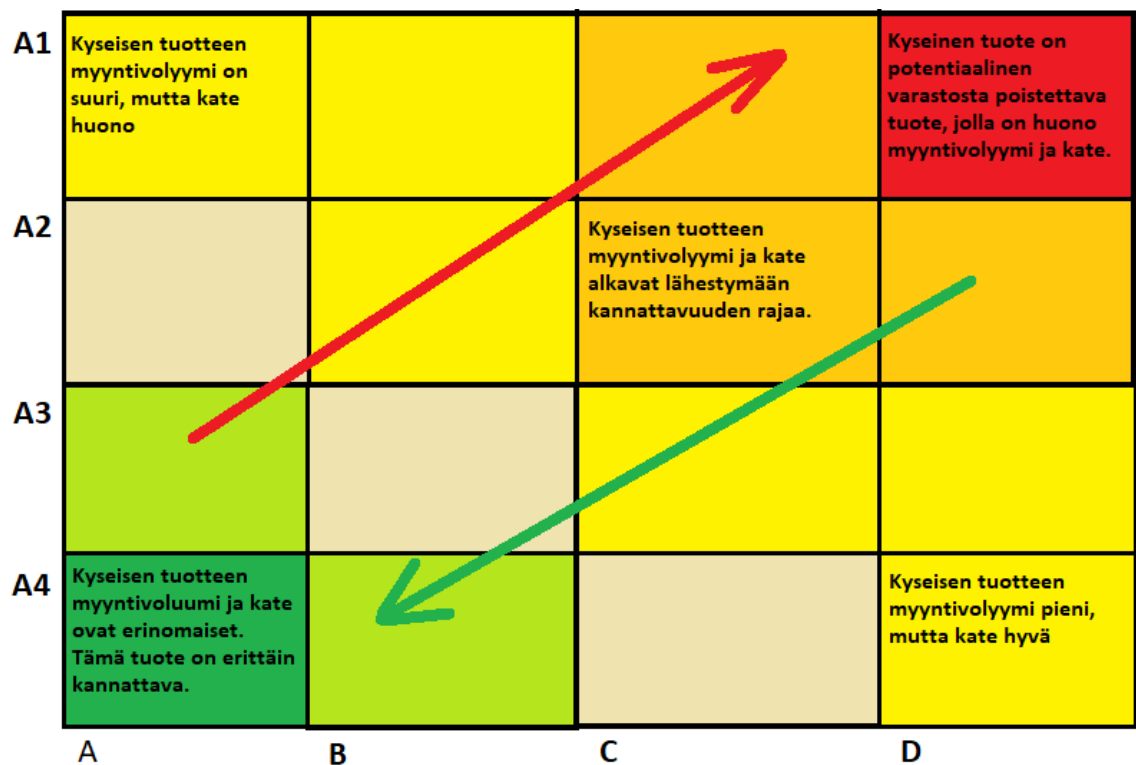 A1
Kyseisen tuotteen
myyntivolyymi on
suuri, mutta kate
huono
Kyseinen tuote on
potentiaalinen
varastosta poistettava
tuote, jolla on huono
myyntivolyymi ja kate.
A2
Kyseisen tuotteen
myyntivolyymi ja kate
alkavat lähestymään
kannattavuuden rajaa.
A3
A4
Kyseisen tuotteen
myyntivoluumi ja kate
ovat erinomaiset.
Tämä tuote on erittäin
kannattava.
Kyseisen tuotteen
myyntivolyymi pieni,
mutta kate hyvä
A
B
C
D